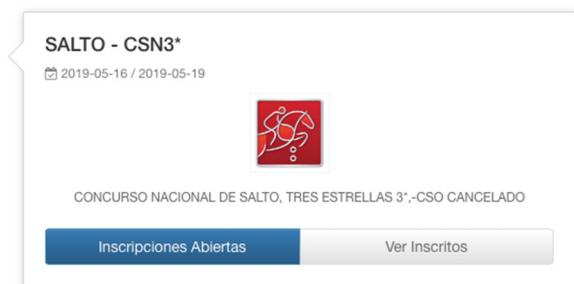 SALTO - CSN3*
2019-05-16 / 2019-05-19
CONCURSO NACIONAL DE SALTO, TRES ESTRELLAS 3*,-CSO CANCELADO
Inscripciones Abiertas
Ver Inscritos